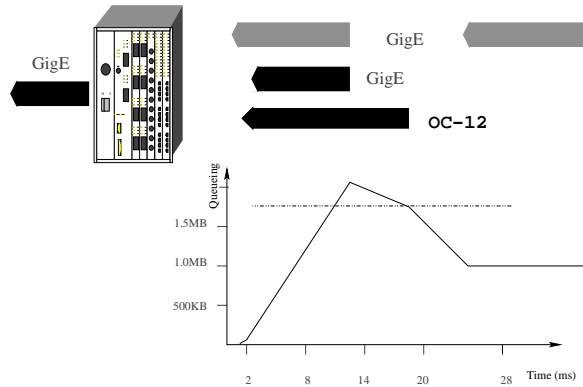 GigE
GigE
GigE
OC-12
Queueing
1.5MB
1.0MB
500KB
2 8 14 20 28 Time (ms)